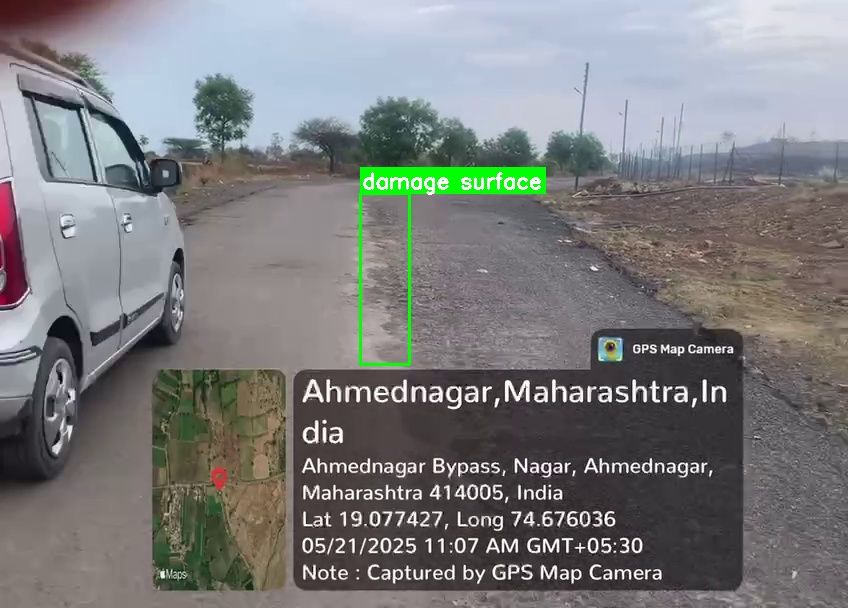 damage surface
GPS Map Camera
Ahmednagar,Maharashtra,In
dia
Ahmednagar Bypass, Nagar, Ahmednagar,
Maharashtra 414005, India
Lat 19.077427, Long 74.676036
05/21/2025 11:07 AM GMT+05:30
Note : Captured by GPS Map Camera
Maps